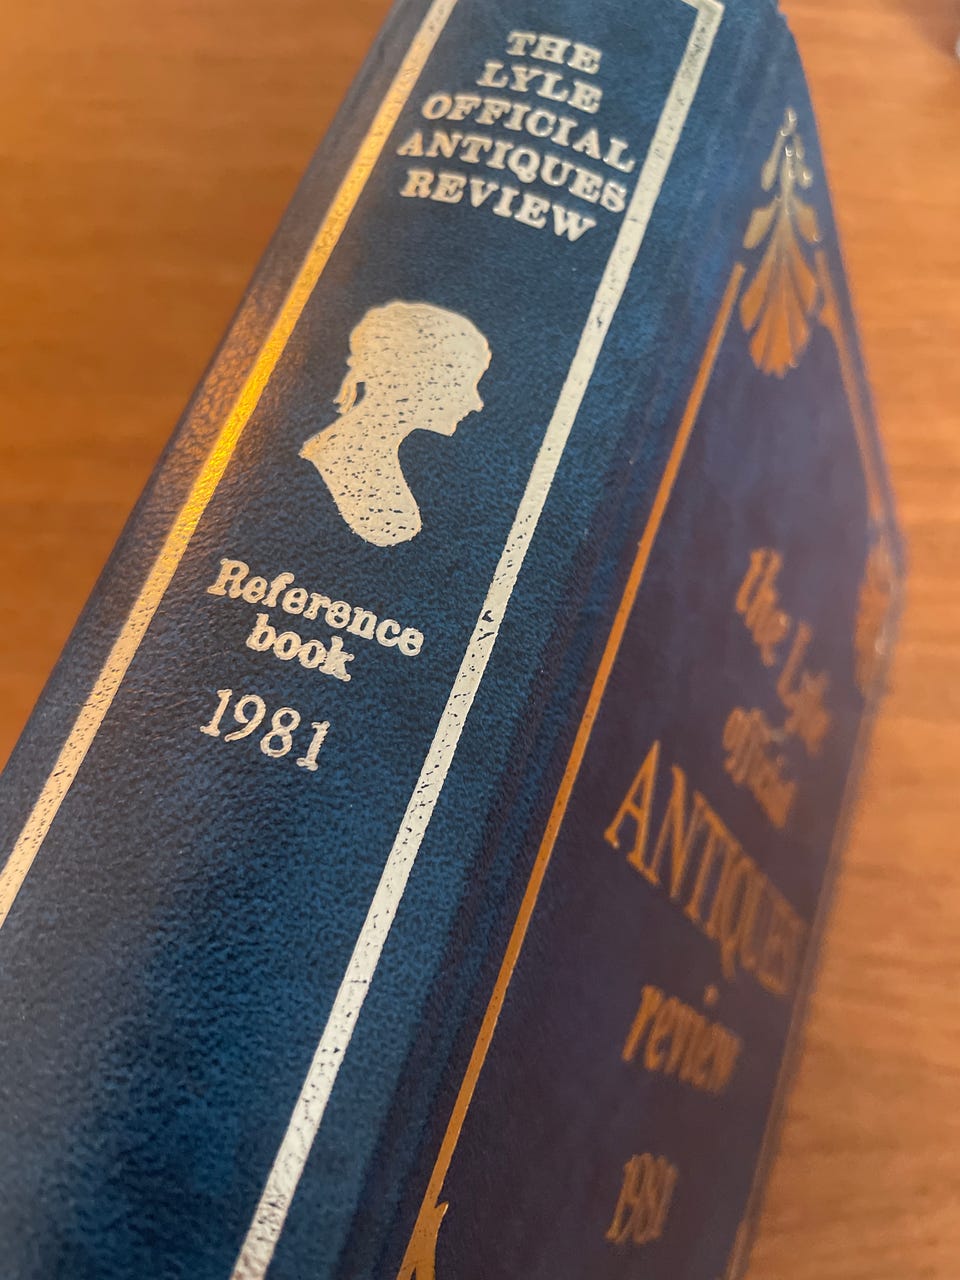 THE
LYLE
OFFICIAL
ANTIQUES
REVIEW
Reference
book
1981
the Lyle
Official
ANTIQUES
review
1981